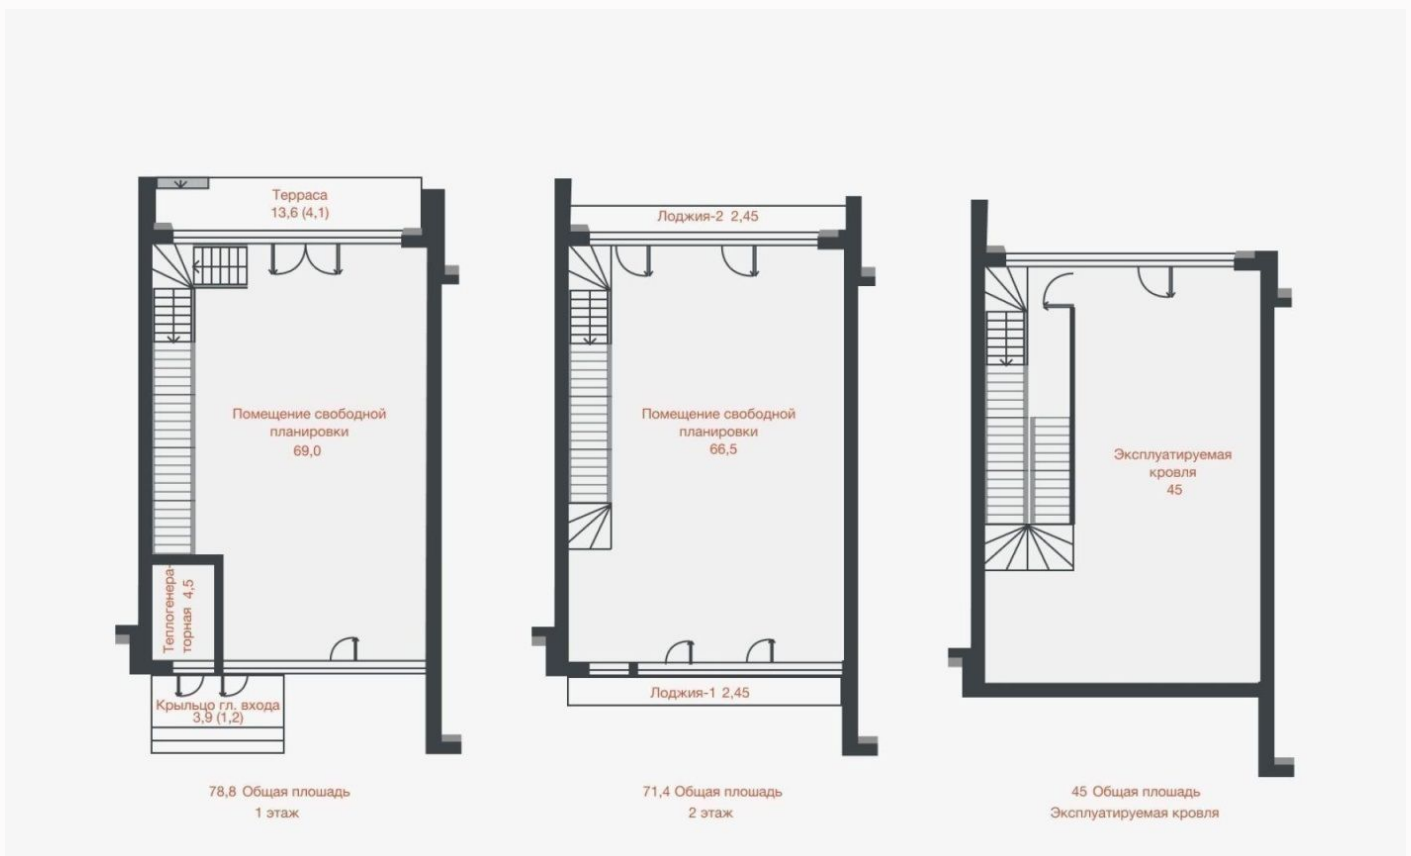 Терраса
13,6 (4,1)
Помещение свободной
планировки
69,0
Теплогенера-
торная 4,5
Крыльцо гл. входа
3,9 (1,2)
78,8 Общая площадь
1 этаж
Лоджия-2 2,45
Помещение свободной
планировки
66,5
Лоджия-1 2,45
71,4 Общая площадь
2 этаж
Эксплуатируемая
кровля
45
45 Общая площадь
Эксплуатируемая кровля